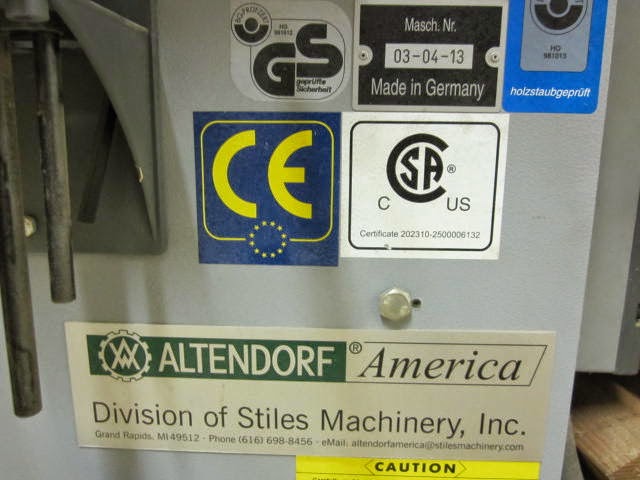 HO
981012
GS
geprüfte
Sicherheit
Masch. Nr.
03-04-13
Made in Germany
HO
981013
holzstaubgeprüft
CE
CSA ®
C US
Certificate 202310-2500006132
ALTENDORF® America
Division of Stiles Machinery, Inc.
Grand Rapids, MI 49512 · Phone (616) 698-8456 · eMail: altendorfamerica@stilesmachinery.com
CAUTION